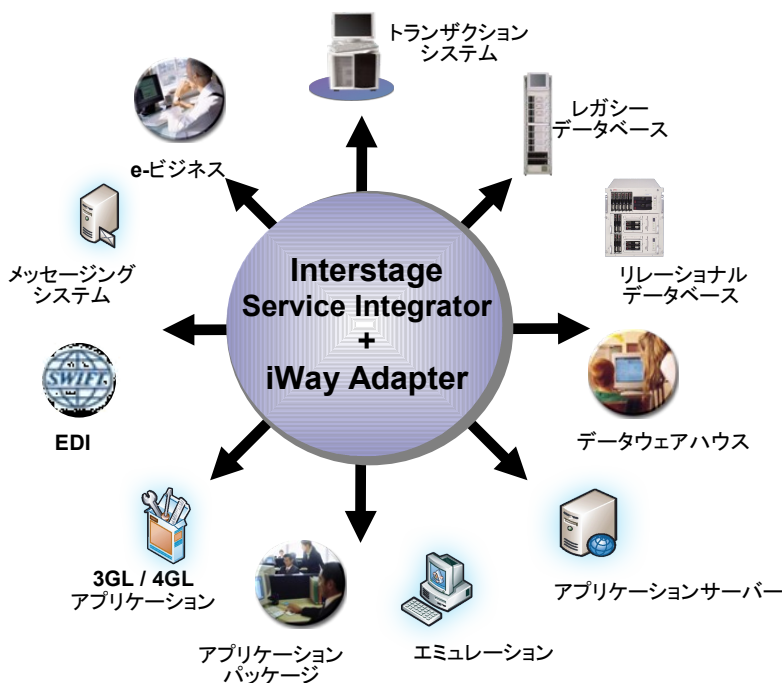 トランザクション
システム
レガシー
データベース
e-ビジネス
リレーショナル
データベース
メッセージング
システム
Interstage
Service Integrator
+
iWay Adapter
SWIFT
EDI
データウェアハウス
3GL / 4GL
アプリケーション
アプリケーションサーバー
アプリケーション
パッケージ
エミュレーション